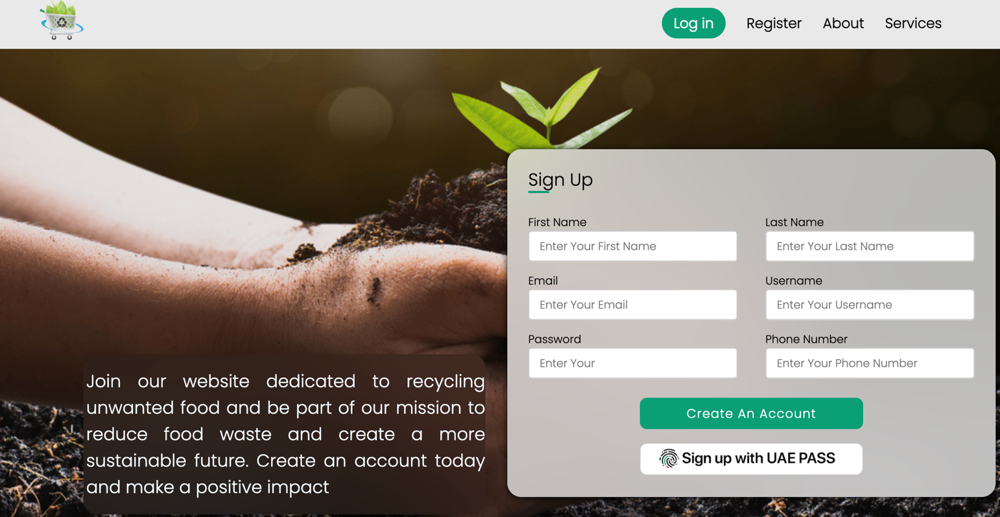 Log in Register About Services
Sign Up
First Name Last Name
Enter Your First Name Enter Your Last Name
Email Username
Enter Your Email Enter Your Username
Password Phone Number
Enter Your Enter Your Phone Number
Create An Account
Sign up with UAE PASS
Join our website dedicated to recycling
unwanted food and be part of our mission to
reduce food waste and create a more
sustainable future. Create an account today
and make a positive impact